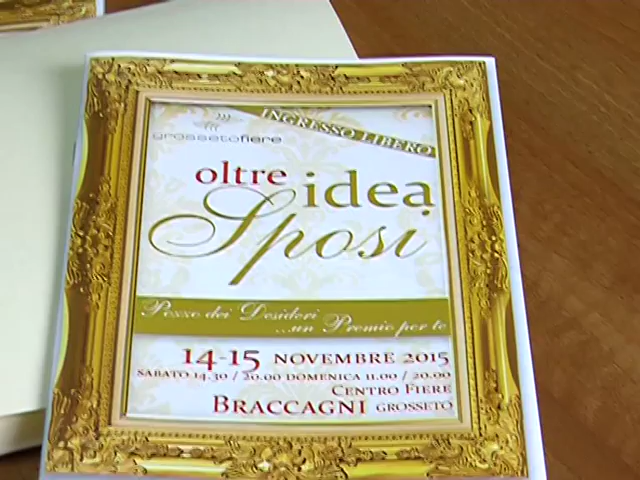 INGRESSO LIBERO
grossetofiere
oltre idea
Sposi
Pozzo dei Desideri
...un Premio per te
14-15 NOVEMBRE 2015
SABATO 14.30 / 20.00 DOMENICA 11.00 / 20.00
CENTRO FIERE
BRACCAGNI GROSSETO